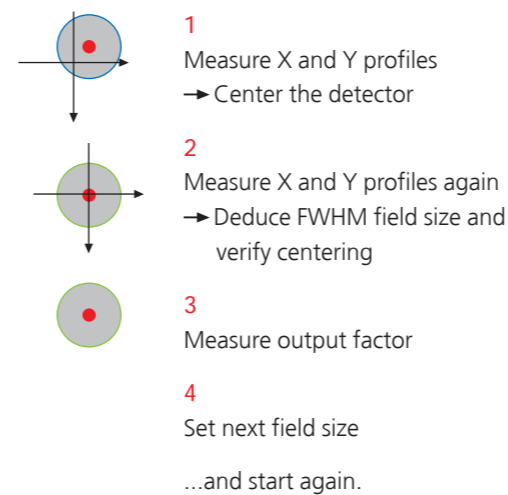 1
Measure X and Y profiles
→ Center the detector
2
Measure X and Y profiles again
→ Deduce FWHM field size and
verify centering
3
Measure output factor
4
Set next field size
...and start again.